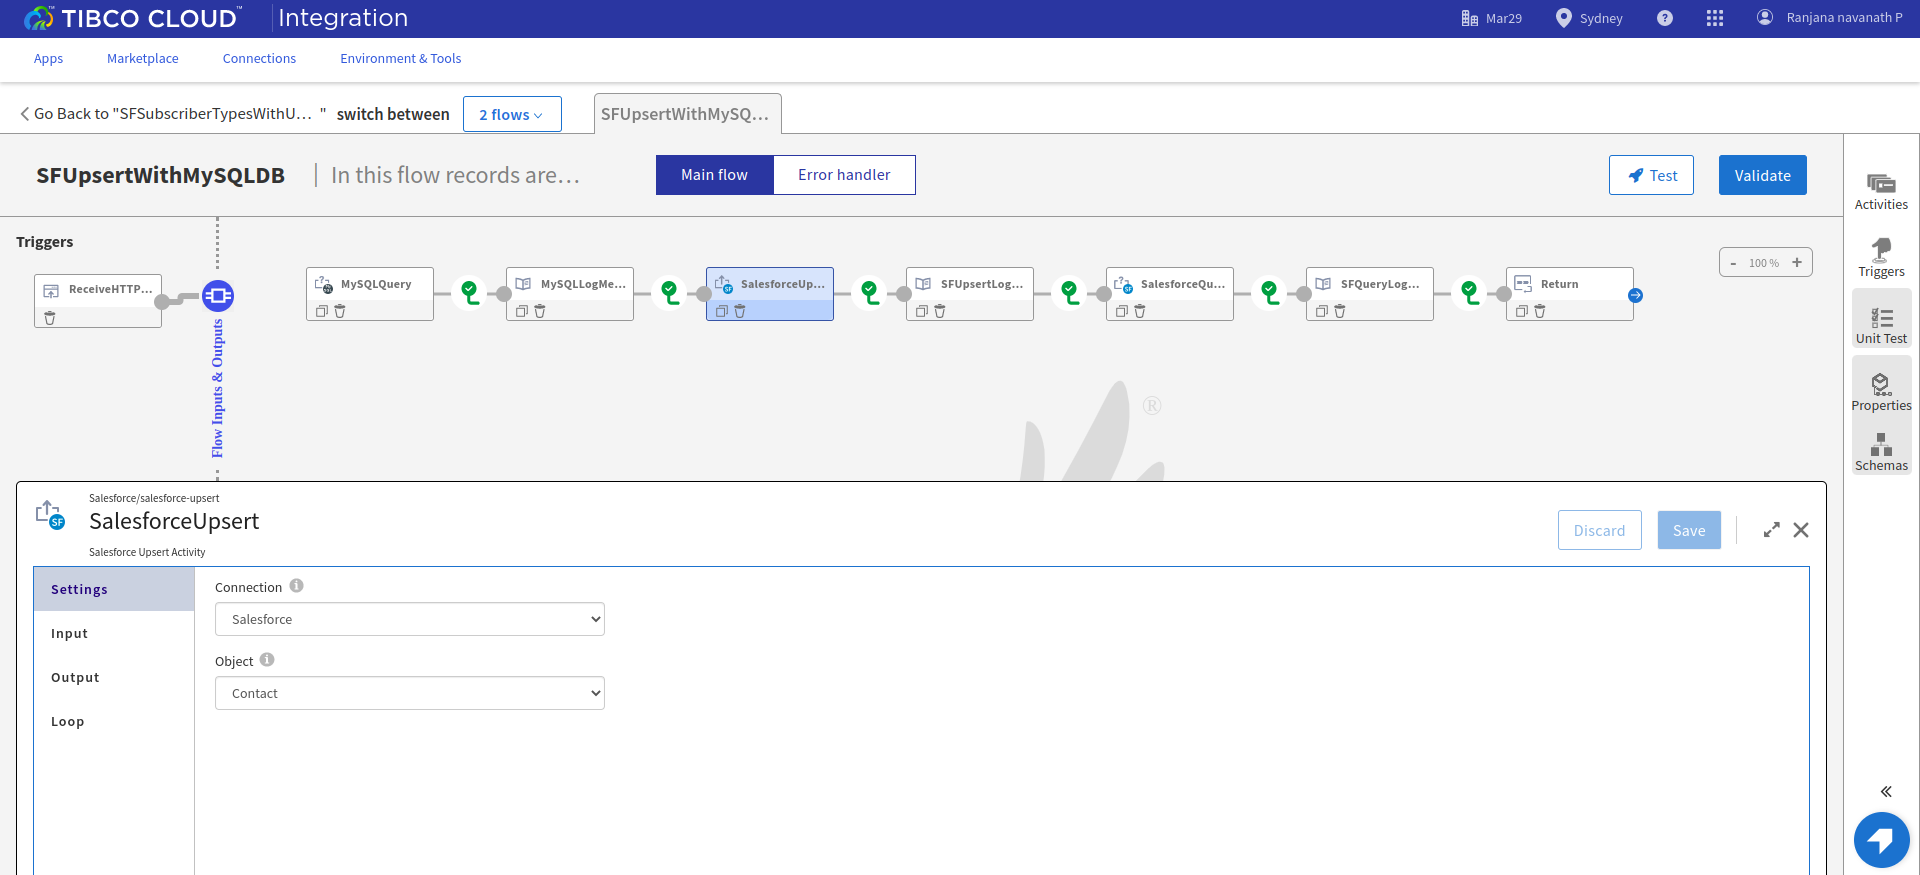 TIBCO CLOUD™ Integration
Mar29
Sydney
?
Ranjana navanath P
Apps
Marketplace
Connections
Environment & Tools
Go Back to "SFSubscriberTypesWithU... "
switch between
2 flows
SFUpsertWithMySQ...
SFUpsertWithMySQLDB
In this flow records are...
Main flow
Error handler
Test
Validate
Activities
Triggers
Unit Test
Properties
Schemas
Triggers
- 100 % +
ReceiveHTTP...
MySQLQuery
MySQLLogMe...
SalesforceUp...
SF
SFUpsertLog...
SalesforceQu...
SF
SFQueryLog...
Return
Flow Inputs & Outputs
®
Salesforce/salesforce-upsert
SF
SalesforceUpsert
Salesforce Upsert Activity
Discard
Save
Settings
Input
Output
Loop
Connection
Salesforce
Object
Contact